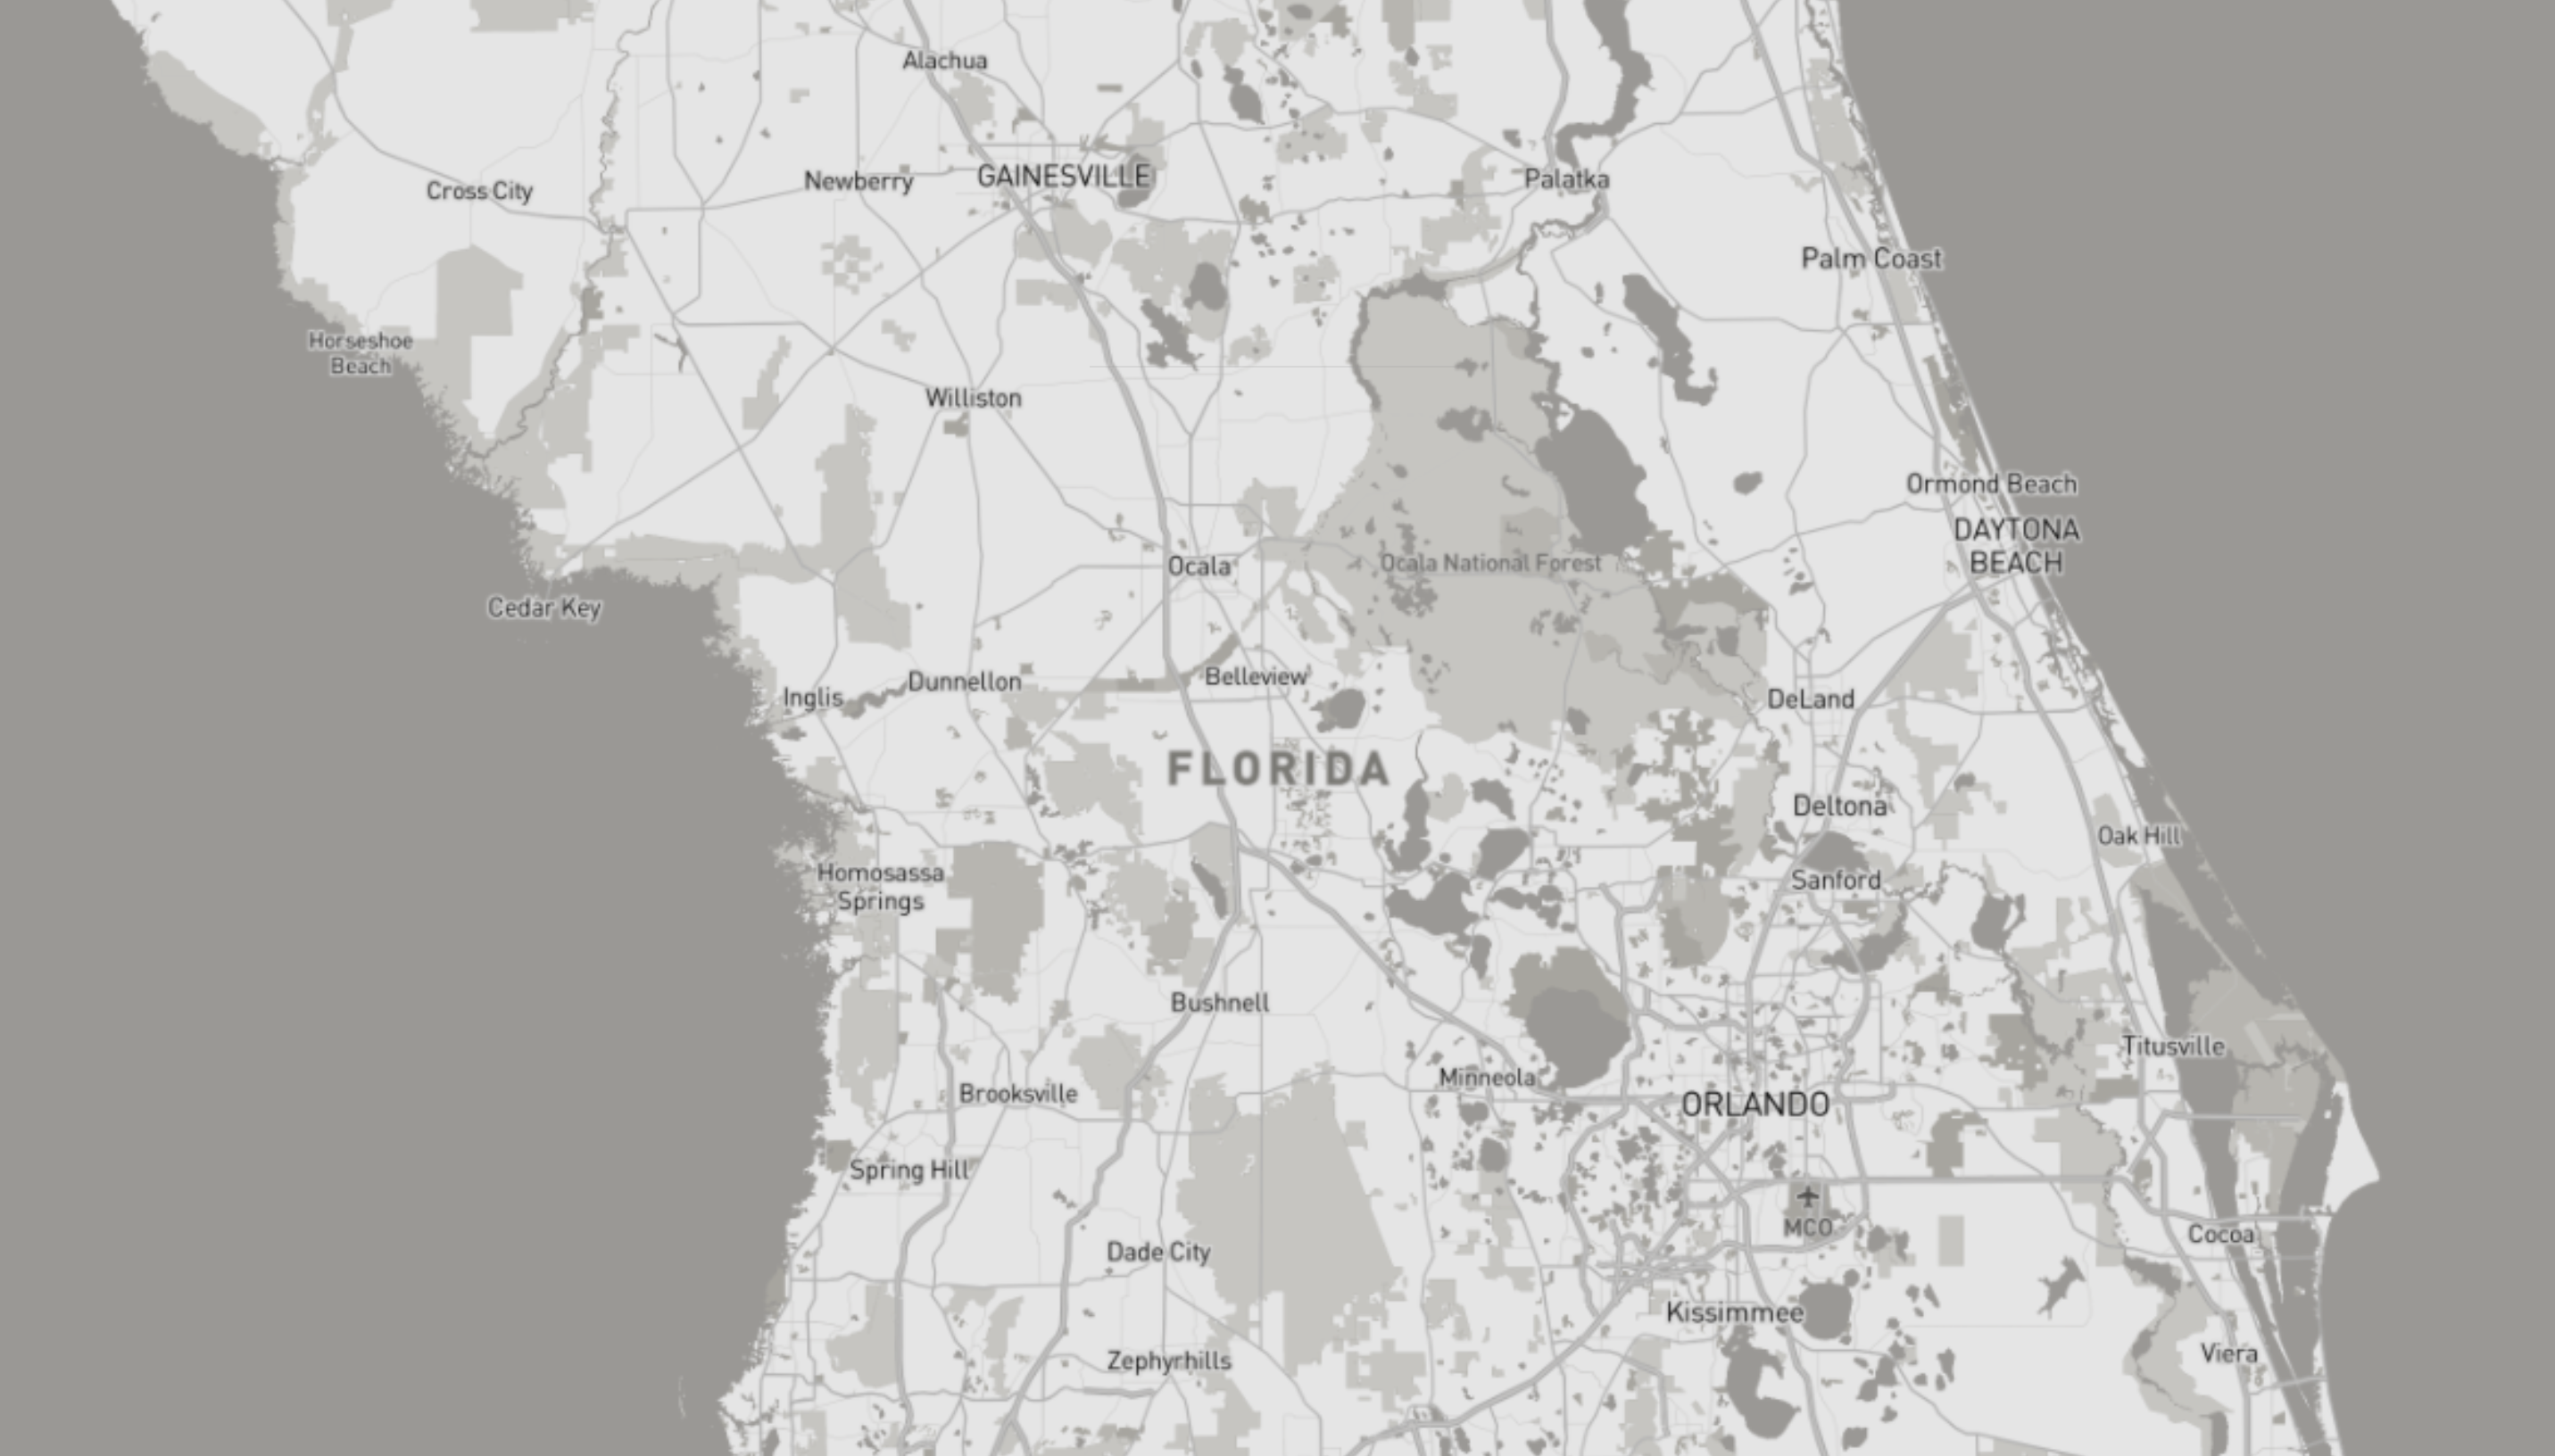 Alachua
GAINESVILLE
Newberry
Cross City
Palatka
Palm Coast
Horseshoe
Beach
Williston
Ormond Beach
DAYTONA
BEACH
Ocala
Ocala National Forest
Cedar Key
Belleview
Dunnellon
Inglis
DeLand
FLORIDA
Deltona
Oak Hill
Homosassa
Springs
Sanford
Bushnell
Titusville
Minneola
Brooksville
ORLANDO
Spring Hill
MCO
Cocoa
Dade City
Kissimmee
Viera
Zephyrhills